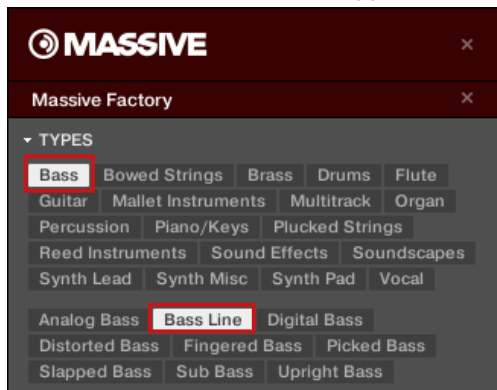 MASSIVE ×
Massive Factory ×
TYPES
Bass Bowed Strings Brass Drums Flute
Guitar Mallet Instruments Multitrack Organ
Percussion Piano/Keys Plucked Strings
Reed Instruments Sound Effects Soundscapes
Synth Lead Synth Misc Synth Pad Vocal
Analog Bass Bass Line Digital Bass
Distorted Bass Fingered Bass Picked Bass
Slapped Bass Sub Bass Upright Bass